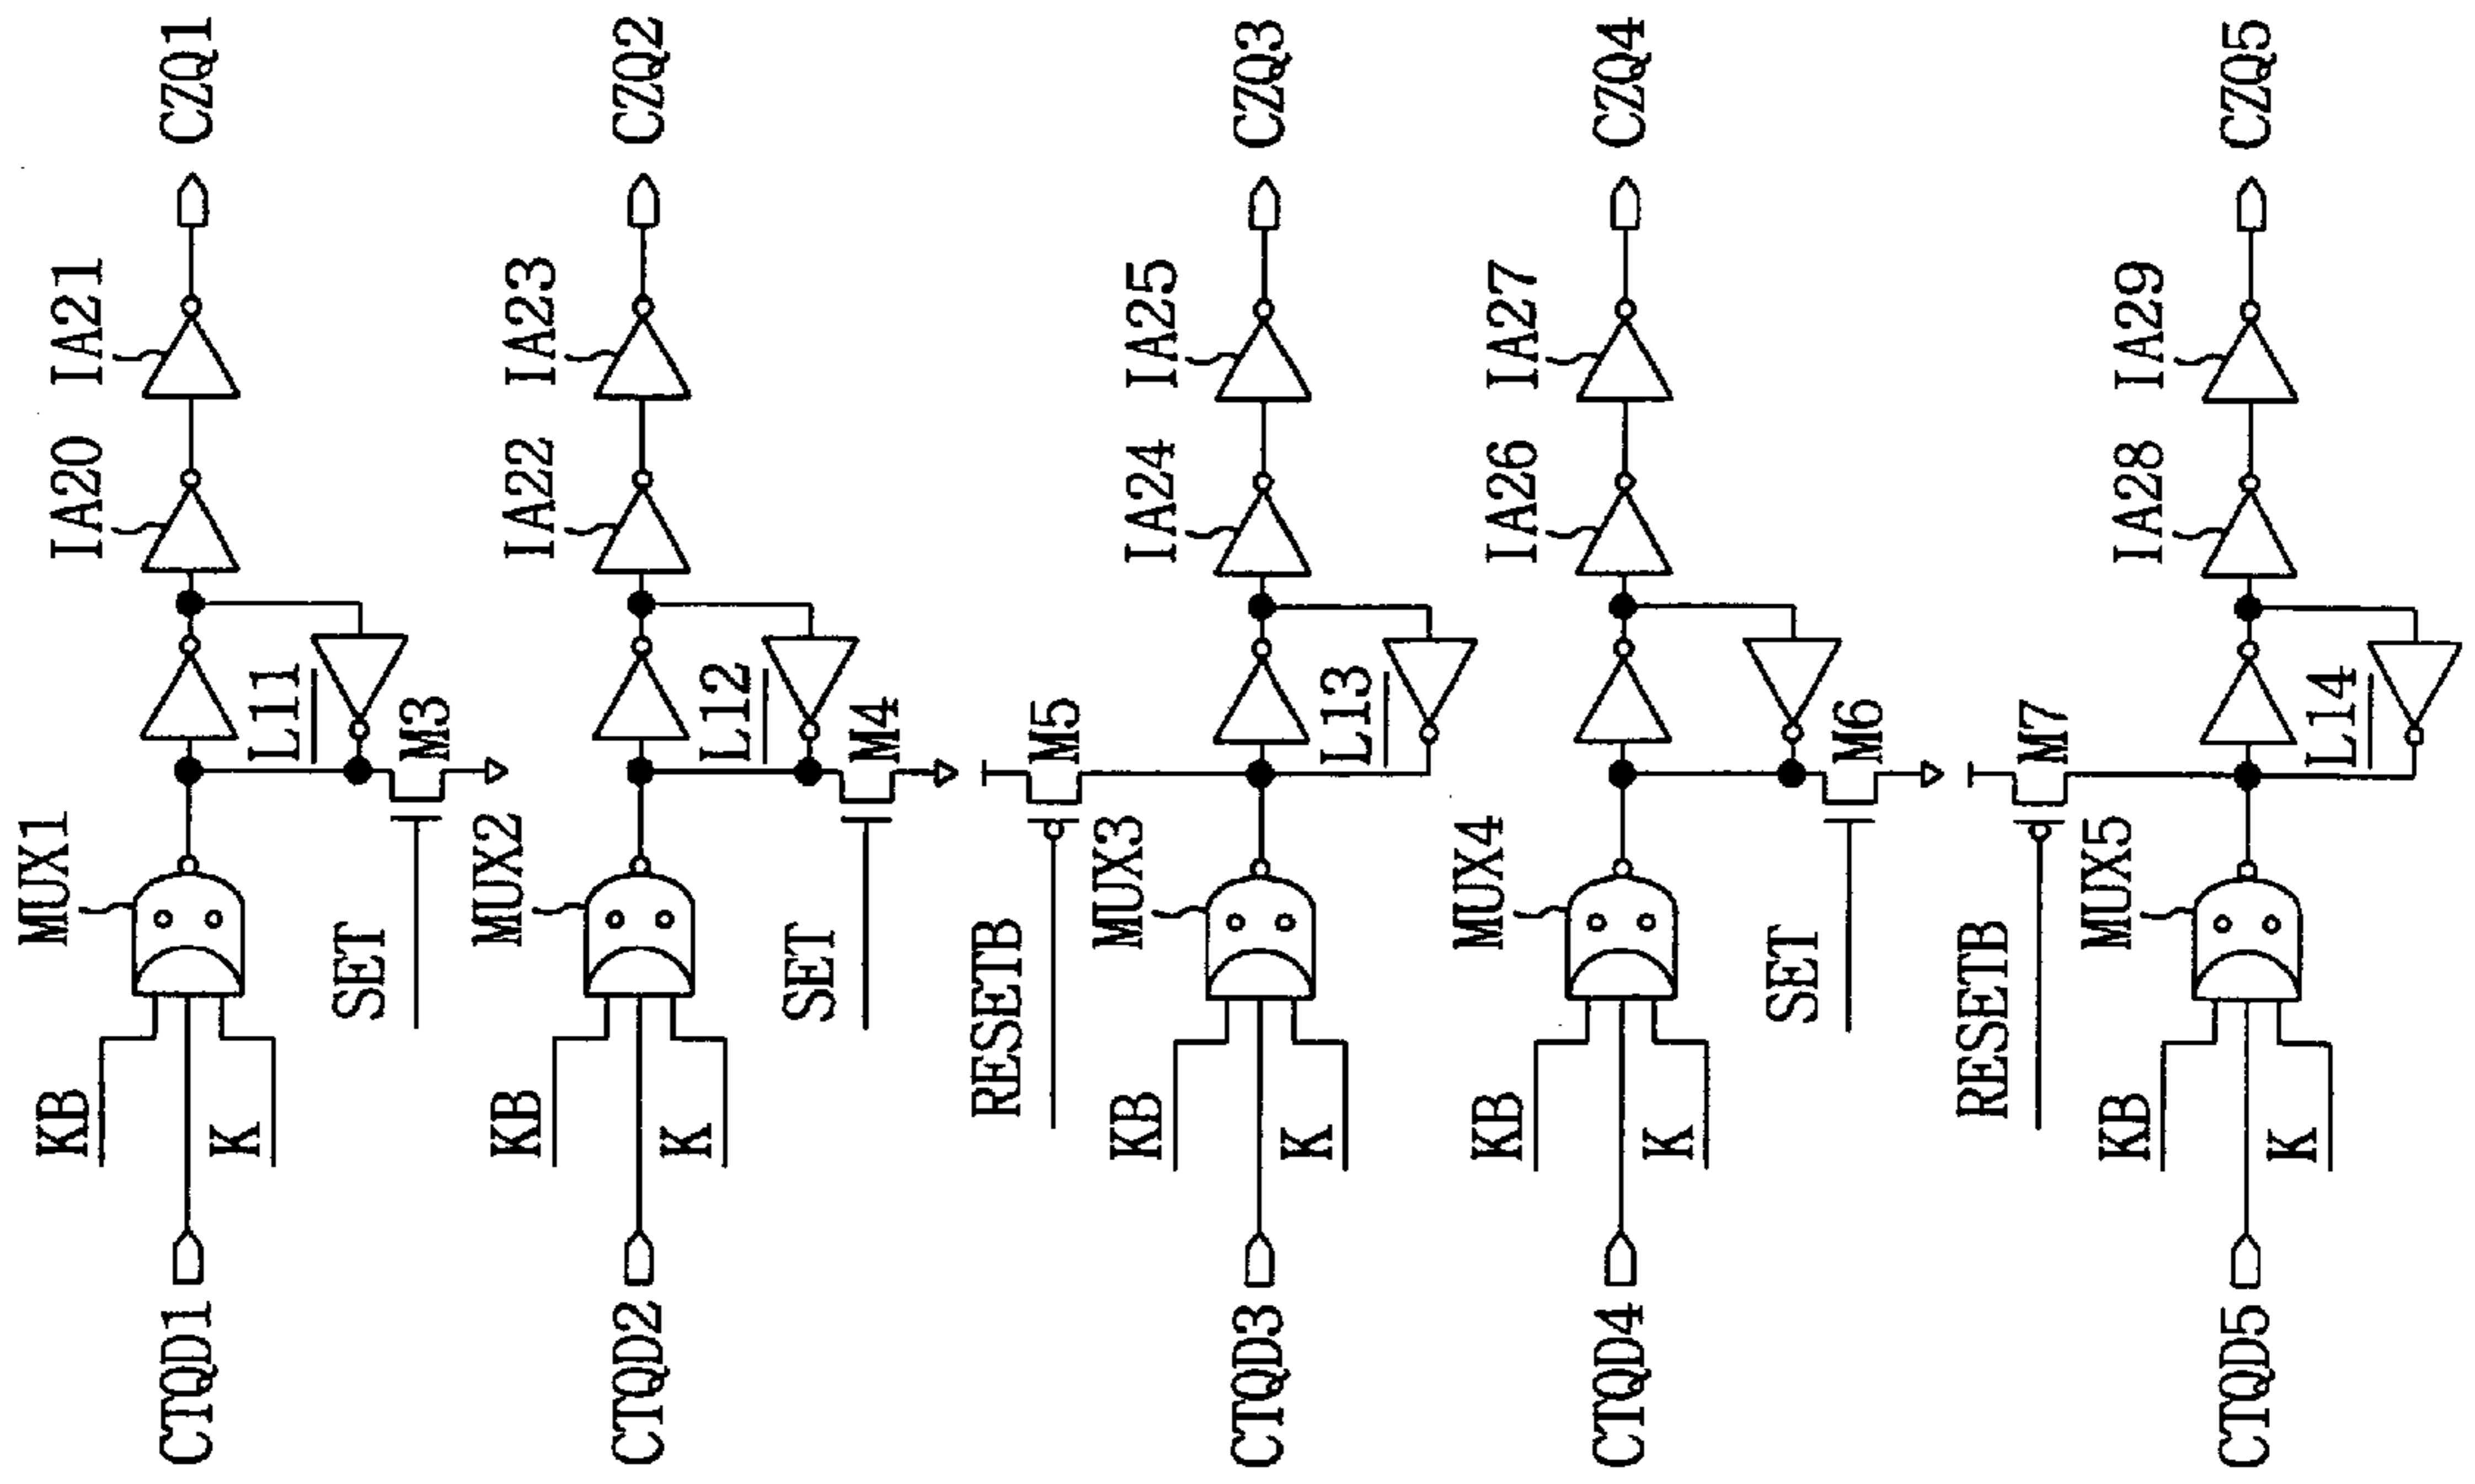 CTQD1
KB
K
MUX1
SET
L11
M3
IA20
IA21
CZQ1
CTQD2
KB
K
MUX2
SET
L12
M4
IA22
IA23
CZQ2
CTQD3
KB
K
RESETB
MUX3
M5
L13
IA24
IA25
CZQ3
CTQD4
KB
K
MUX4
SET
M6
IA26
IA27
CZQ4
CTQD5
KB
K
RESETB
MUX5
M7
L14
IA28
IA29
CZQ5